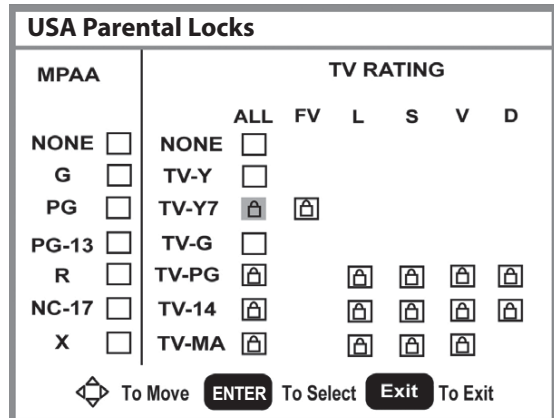 USA Parental Locks
MPAA TV RATING
ALL FV L S V D
NONE NONE
G TV-Y
PG TV-Y7
PG-13 TV-G
R TV-PG
NC-17 TV-14
X TV-MA
To Move ENTER To Select Exit To Exit